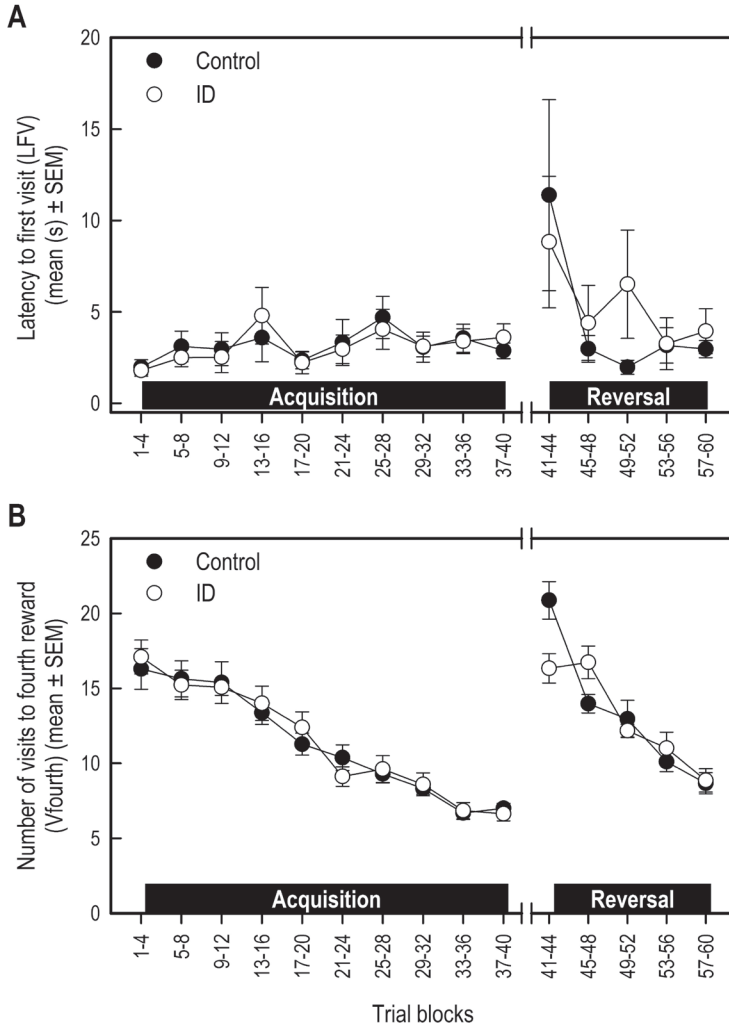 A
Latency to first visit (LFV)
(mean (s) ± SEM)
20
15
10
5
0
Control
ID
Acquisition
Reversal
1-4
5-8
9-12
13-16
17-20
21-24
25-28
29-32
33-36
37-40
41-44
45-48
49-52
53-56
57-60
B
Number of visits to fourth reward
(Vfourth) (mean ± SEM)
25
20
15
10
5
0
Control
ID
Acquisition
Reversal
1-4
5-8
9-12
13-16
17-20
21-24
25-28
29-32
33-36
37-40
41-44
45-48
49-52
53-56
57-60
Trial blocks